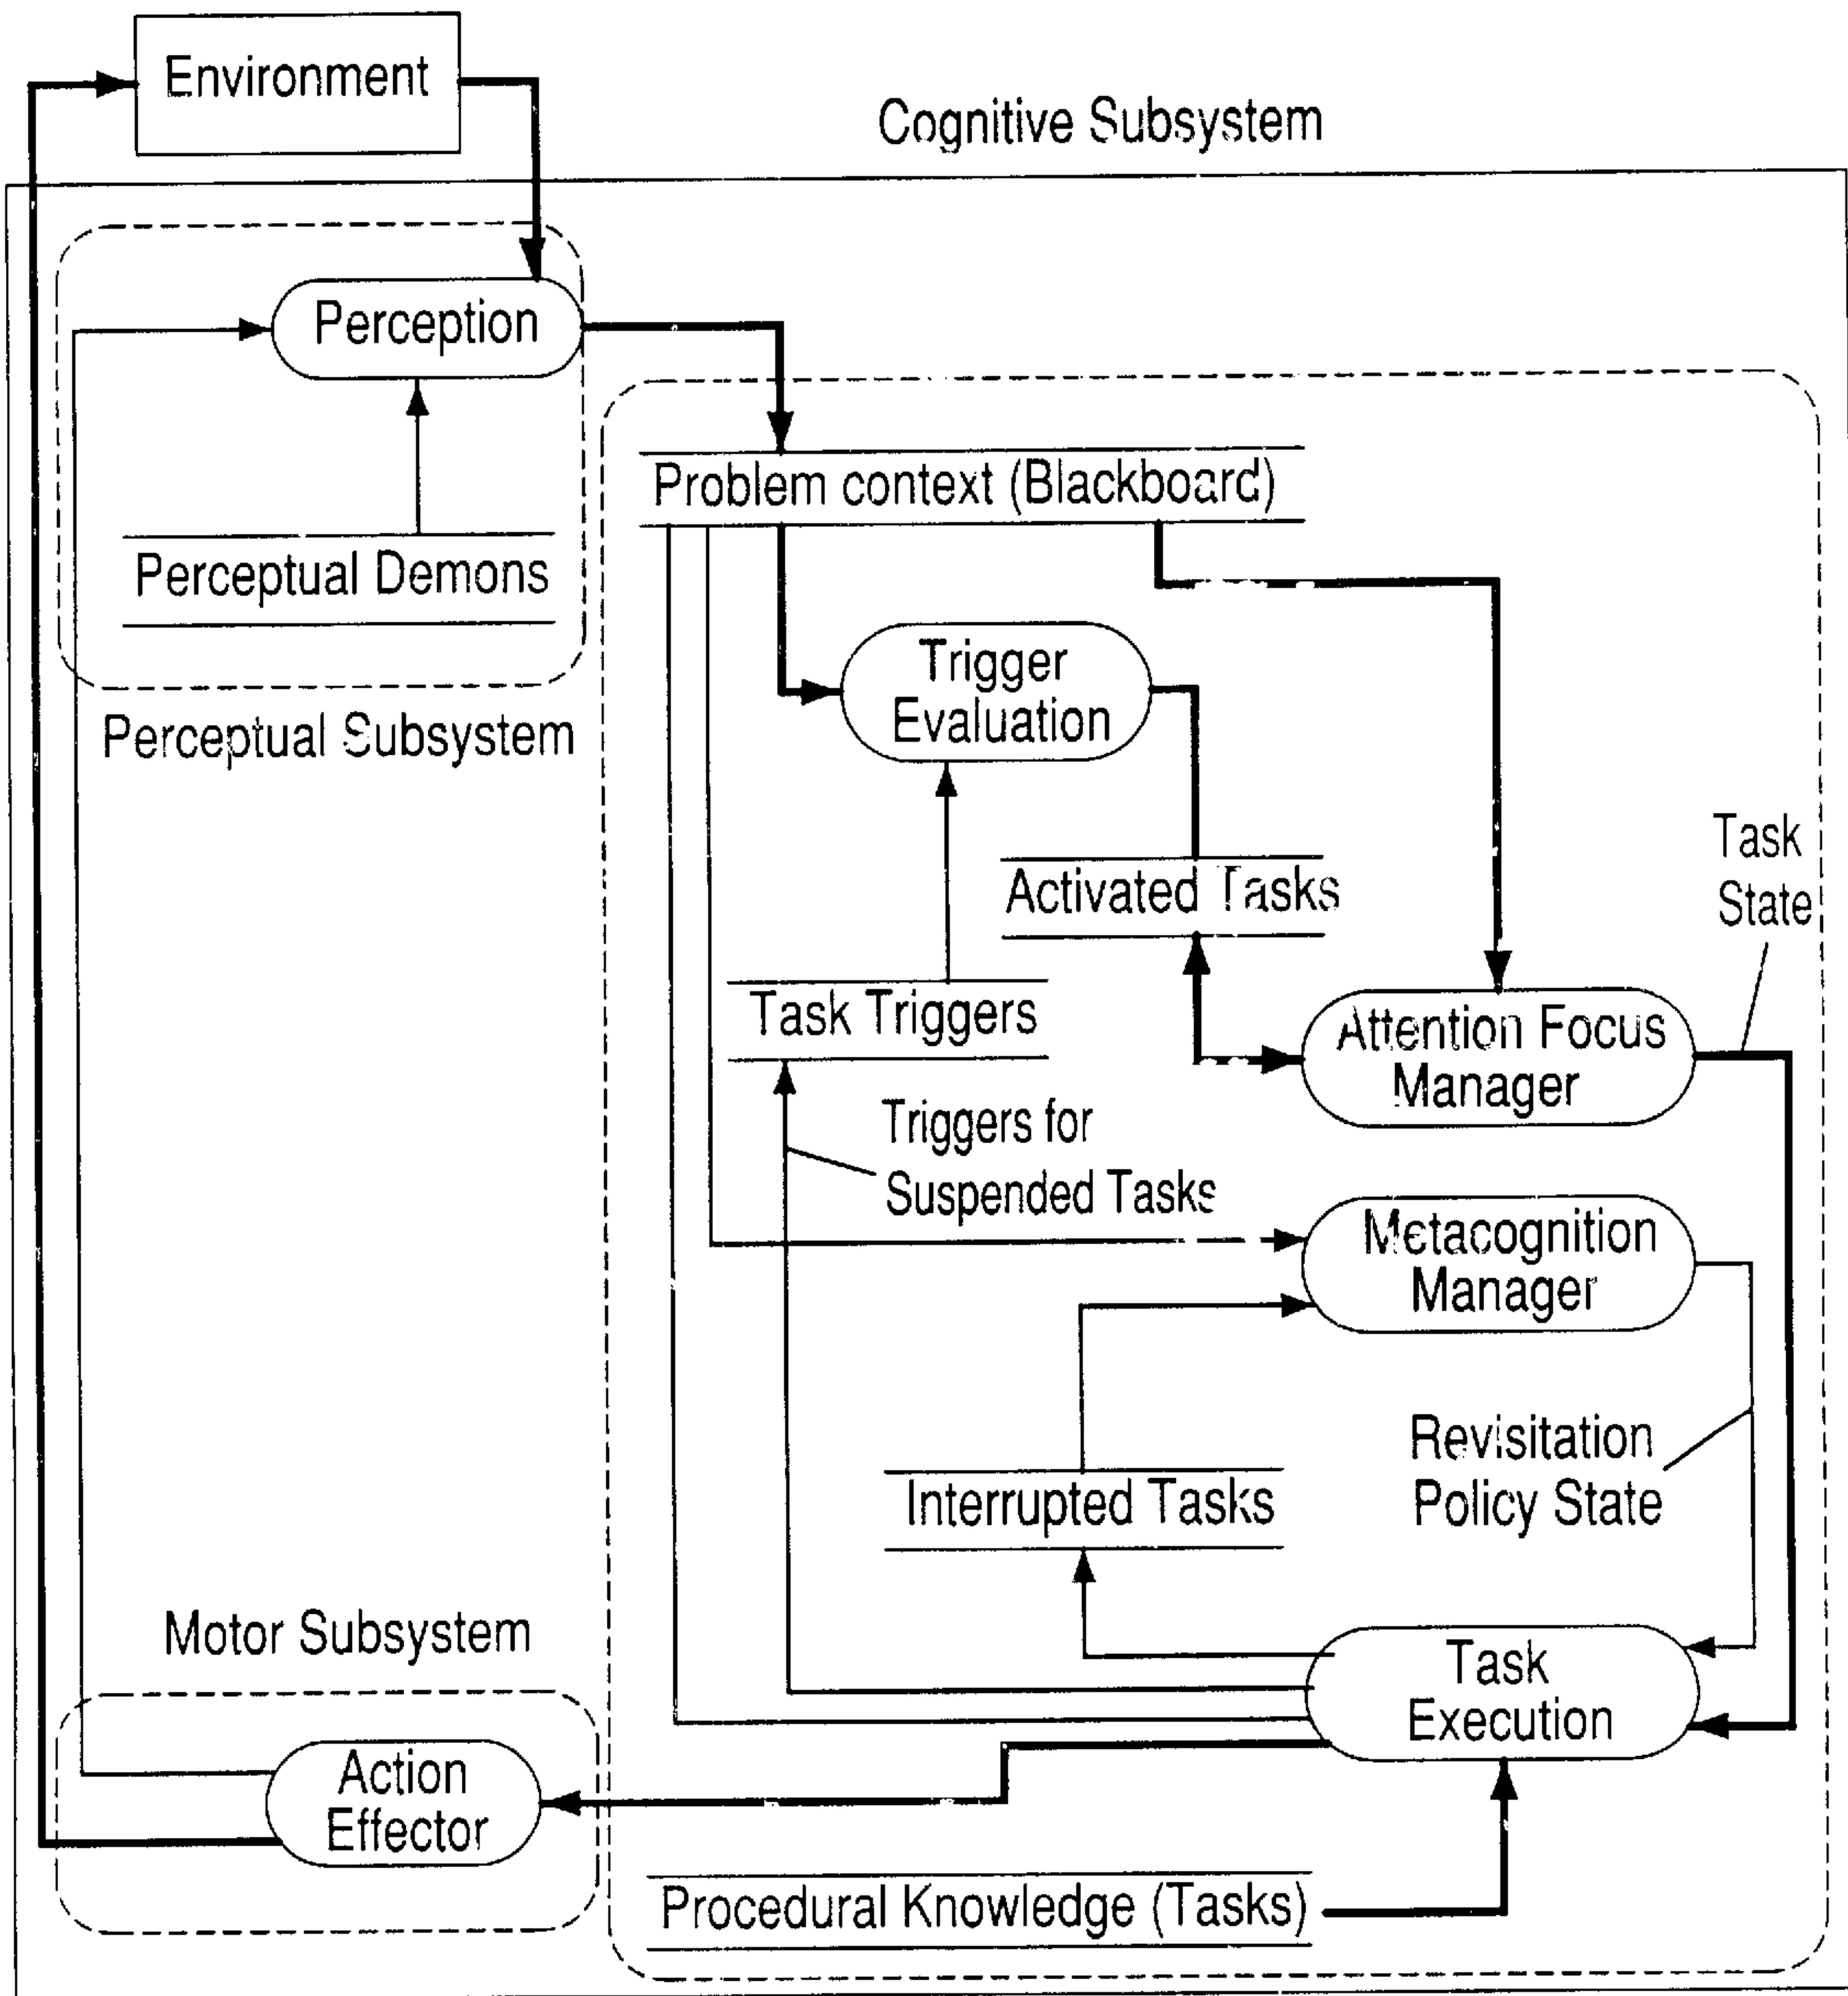 Environment
Cognitive Subsystem
Perception
Perceptual Demons
Perceptual Subsystem
Problem context (Blackboard)
Trigger
Evaluation
Activated Tasks
Task
State
Task Triggers
Attention Focus
Manager
Triggers for
Suspended Tasks
Metacognition
Manager
Revisitation
Policy State
Interrupted Tasks
Motor Subsystem
Task
Execution
Action
Effector
Procedural Knowledge (Tasks)